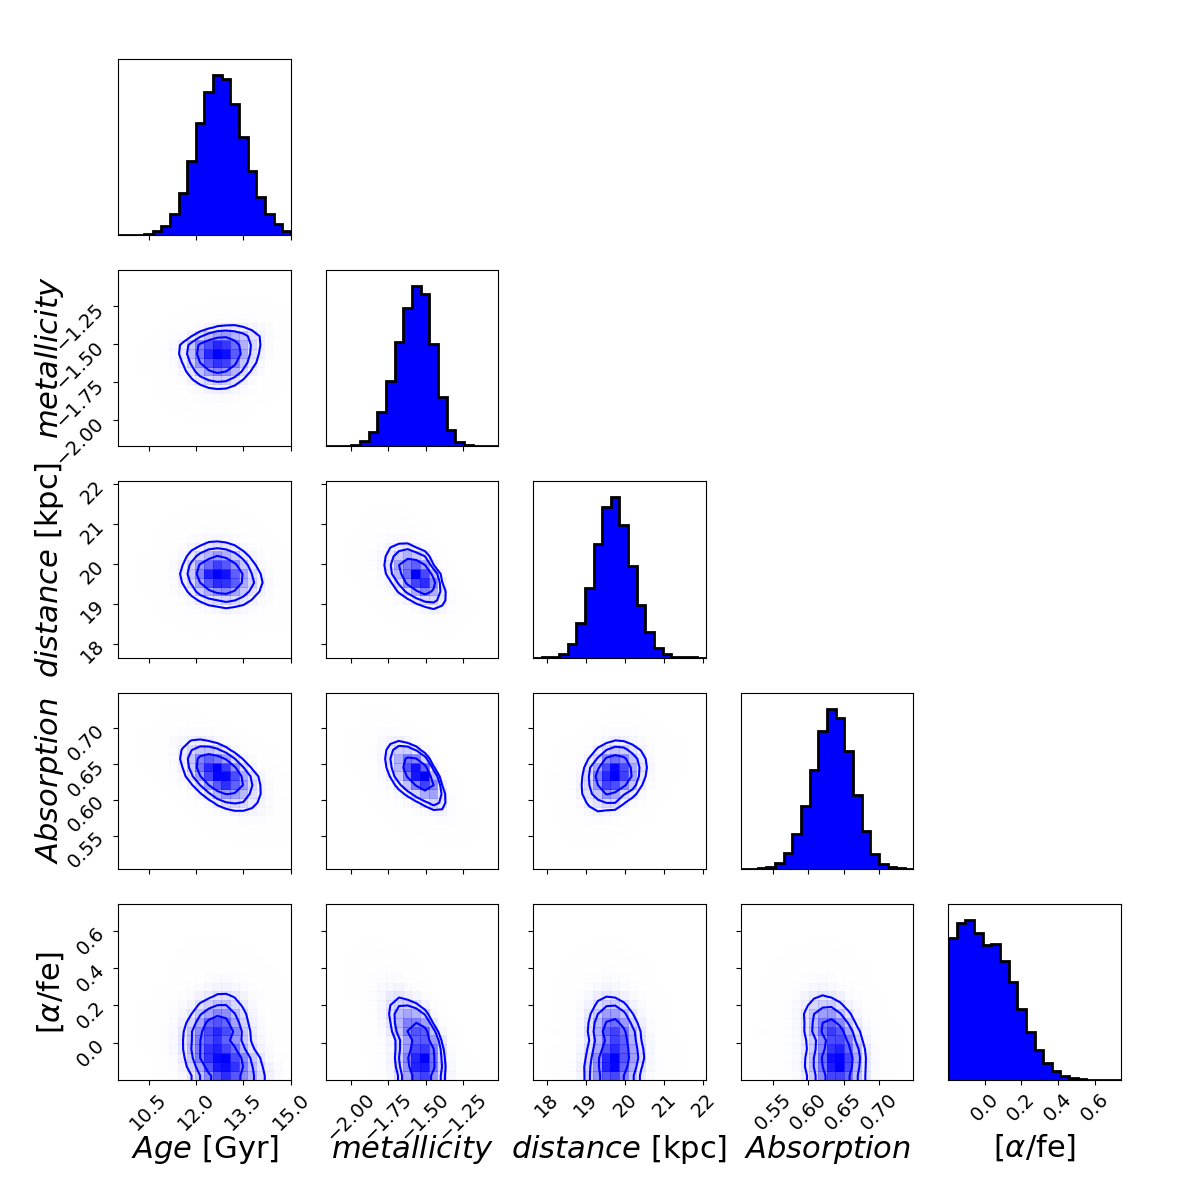 metallicity
−1.25
−1.50
−1.75
−2.00
distance [kpc]
22
21
20
19
18
Absorption
0.70
0.65
0.60
0.55
[α/fe]
0.6
0.4
0.2
0.0
10.5 12.0 13.5 15.0
−2.00 −1.75 −1.50 −1.25
18 19 20 21 22
0.55 0.60 0.65 0.70
0.0 0.2 0.4 0.6
Age [Gyr] metallicity distance [kpc] Absorption [α/fe]